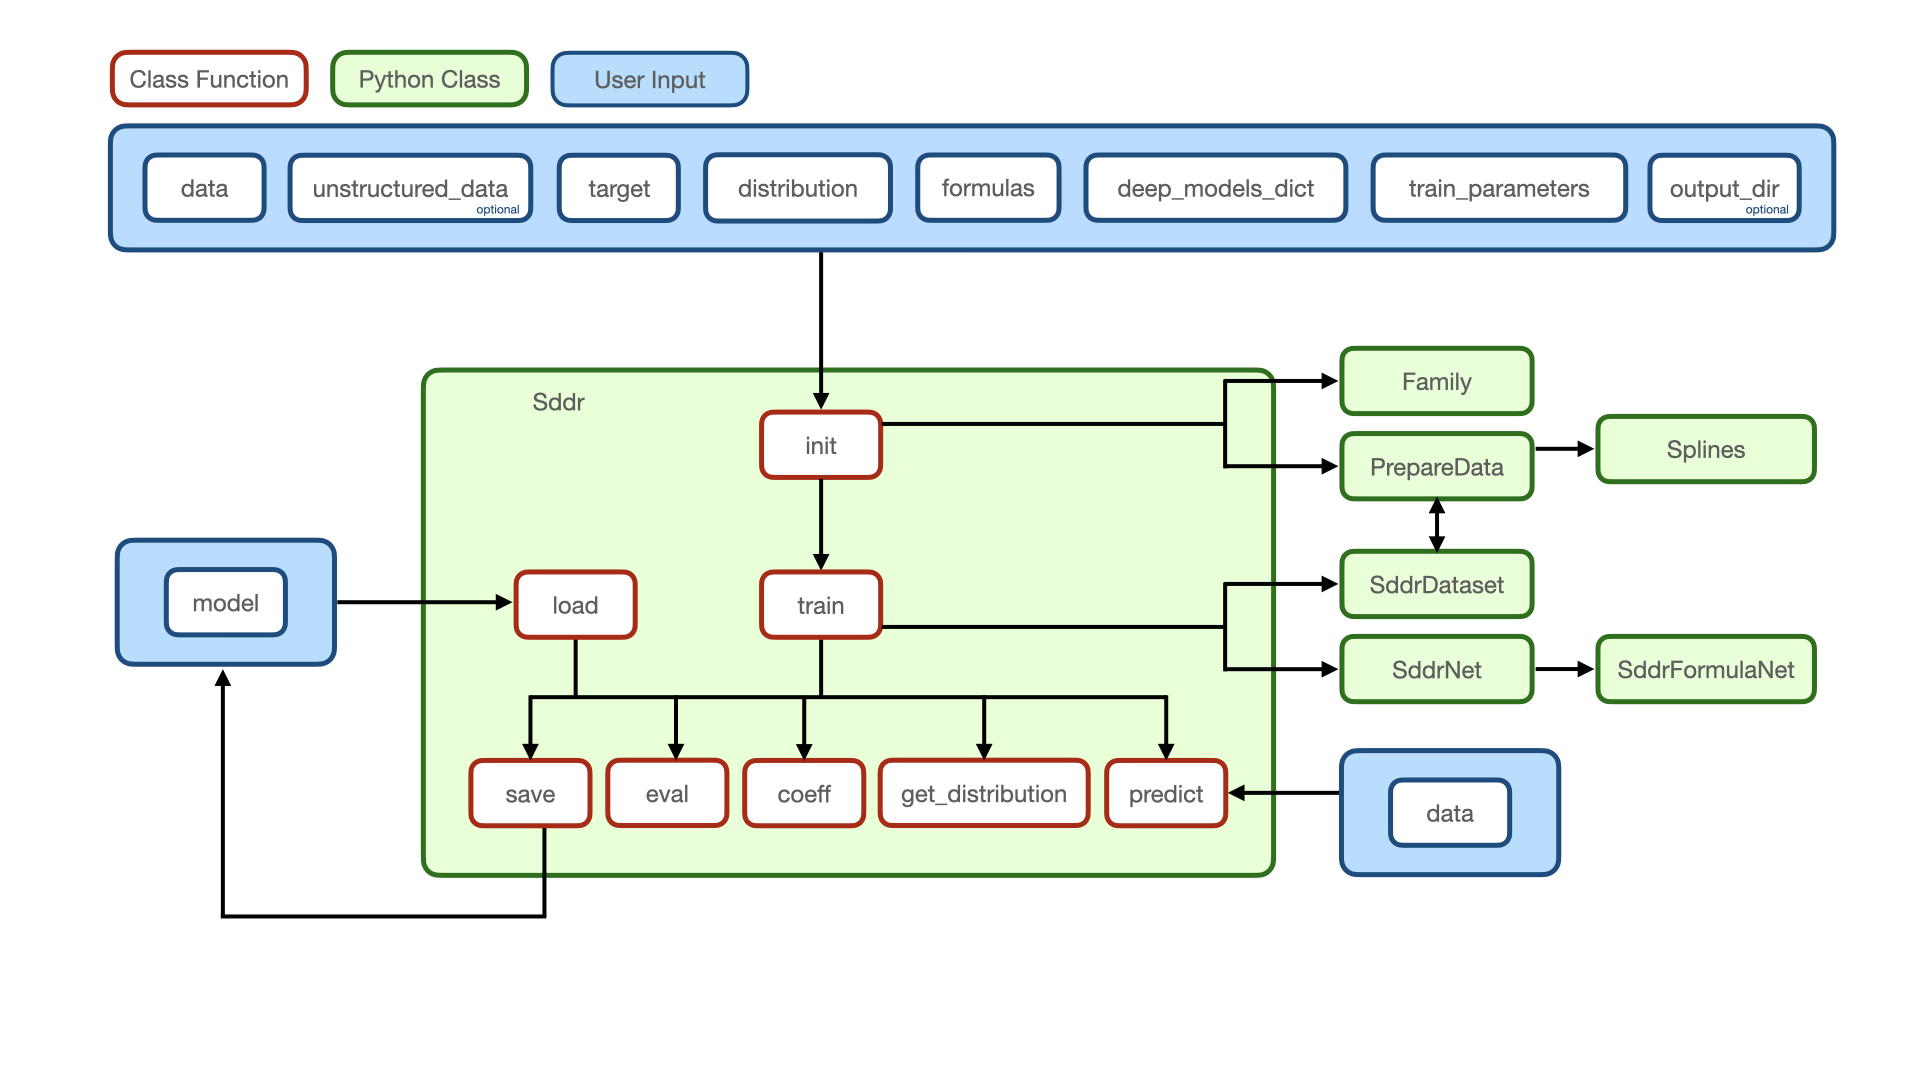 Class Function
Python Class
User Input
data
unstructured_data
optional
target
distribution
formulas
deep_models_dict
train_parameters
output_dir
optional
Sddr
init
Family
PrepareData
Splines
model
load
train
SddrDataset
SddrNet
SddrFormulaNet
save
eval
coeff
get_distribution
predict
data